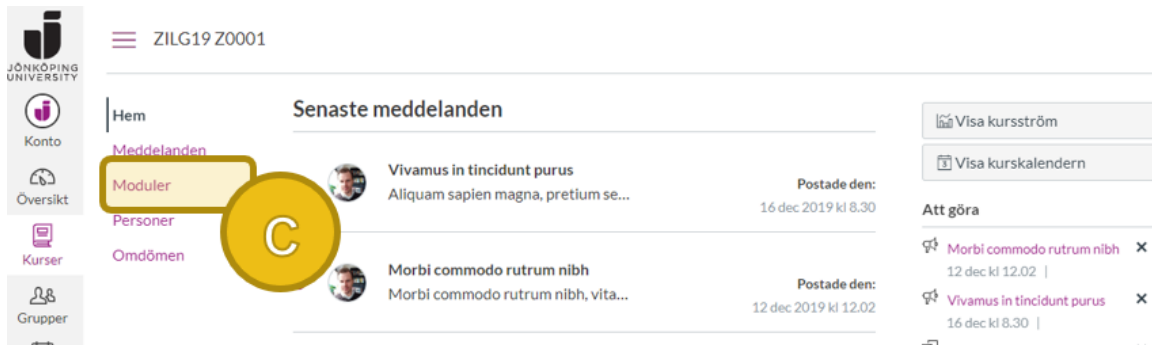 JÖNKÖPING
UNIVERSITY
Konto
Översikt
Kurser
Grupper
ZILG19 Z0001
Hem
Meddelanden
Moduler
Personer
Omdömen
C
Senaste meddelanden
Vivamus in tincidunt purus
Aliquam sapien magna, pretium se...
Postade den:
16 dec 2019 kl 8.30
Morbi commodo rutrum nibh
Morbi commodo rutrum nibh, vita...
Postade den:
12 dec 2019 kl 12.02
Visa kursström
Visa kurskalendern
Att göra
Morbi commodo rutrum nibh
12 dec kl 12.02 |
Vivamus in tincidunt purus
16 dec kl 8.30 |